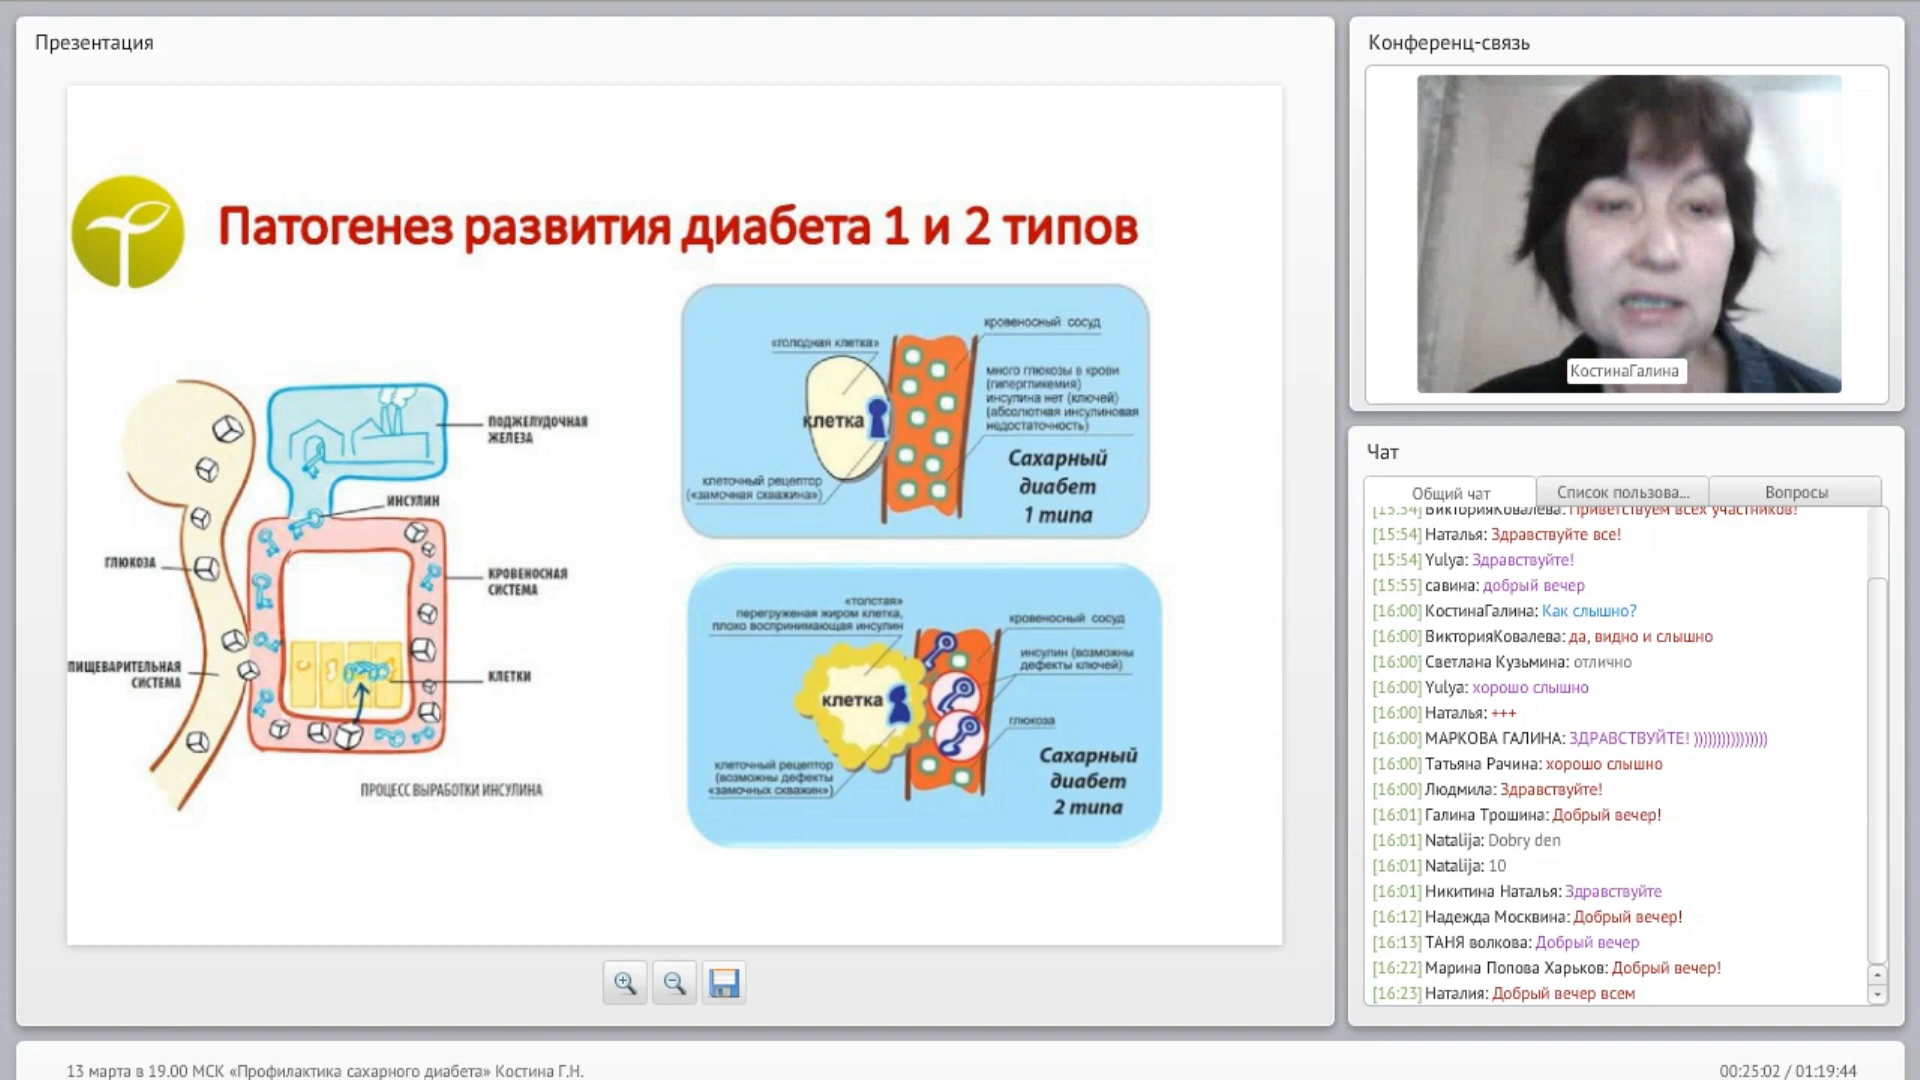 Презентация
Патогенез развития диабета 1 и 2 типов
ПОДЖЕЛУДОЧНАЯ
ЖЕЛЕЗА
ИНСУЛИН
ГЛЮКОЗА
КРОВЕНОСНАЯ
СИСТЕМА
ПИЩЕВАРИТЕЛЬНАЯ
СИСТЕМА
КЛЕТКИ
ПРОЦЕСС ВЫРАБОТКИ ИНСУЛИНА
кровеносный сосуд
«голодная клетка»
много глюкозы в крови
(гипергликемия)
инсулина нет (ключей)
(абсолютная инсулиновая
недостаточность)
клетка
клеточный рецептор
(«замочная скважина»)
Сахарный
диабет
1 типа
«толстая»
перегруженая жиром клетка,
плохо воспринимающая инсулин
кровеносный сосуд
инсулин (возможны
дефекты ключей)
клетка
глюкоза
клеточный рецептор
(возможны дефекты
«замочных скважин»)
Сахарный
диабет
2 типа
Конференц-связь
КостинаГалина
Чат
Общий чат
Список пользова...
Вопросы
[15:54] ВикторияКовалева: Приветствуем всех участников!
[15:54] Наталья: Здравствуйте все!
[15:54] Yulya: Здравствуйте!
[15:55] савина: добрый вечер
[16:00] КостинаГалина: Как слышно?
[16:00] ВикторияКовалева: да, видно и слышно
[16:00] Светлана Кузьмина: отлично
[16:00] Yulya: хорошо слышно
[16:00] Наталья: +++
[16:00] МАРКОВА ГАЛИНА: ЗДРАВСТВУЙТЕ! ))))))))))))))))
[16:00] Татьяна Рачина: хорошо слышно
[16:00] Людмила: Здравствуйте!
[16:01] Галина Трошина: Добрый вечер!
[16:01] Natalija: Dobry den
[16:01] Natalija: 10
[16:01] Никитина Наталья: Здравствуйте
[16:12] Надежда Москвина: Добрый вечер!
[16:13] ТАНЯ волкова: Добрый вечер
[16:22] Марина Попова Харьков: Добрый вечер!
[16:23] Наталия: Добрый вечер всем
13 марта в 19.00 МСК «Профилактика сахарного диабета» Костина Г.Н.
00:25:02 / 01:19:44